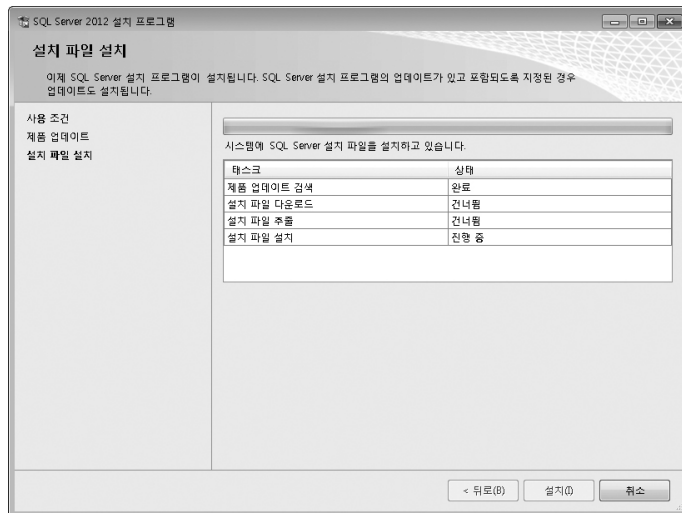 SQL Server 2012 설치 프로그램
설치 파일 설치
이제 SQL Server 설치 프로그램이 설치됩니다. SQL Server 설치 프로그램의 업데이트가 있고 포함되도록 지정된 경우
업데이트도 설치됩니다.
사용 조건
제품 업데이트
설치 파일 설치
시스템에 SQL Server 설치 파일을 설치하고 있습니다.
태스크 상태
제품 업데이트 검색 완료
설치 파일 다운로드 건너뜀
설치 파일 추출 건너뜀
설치 파일 설치 진행 중
< 뒤로(B) 설치(I) 취소